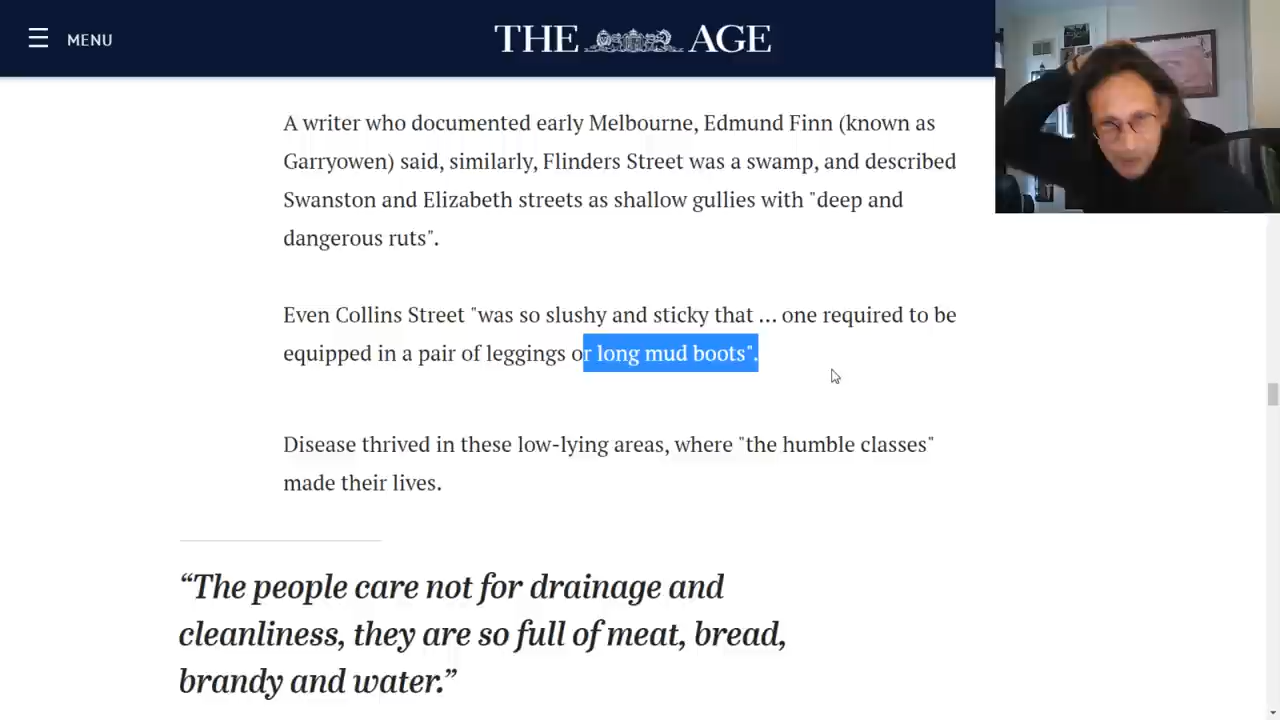 MENU
THE AGE
A writer who documented early Melbourne, Edmund Finn (known as
Garryowen) said, similarly, Flinders Street was a swamp, and described
Swanston and Elizabeth streets as shallow gullies with "deep and
dangerous ruts".
Even Collins Street "was so slushy and sticky that ... one required to be
equipped in a pair of leggings or long mud boots".
Disease thrived in these low-lying areas, where "the humble classes"
made their lives.
“The people care not for drainage and
cleanliness, they are so full of meat, bread,
brandy and water.”